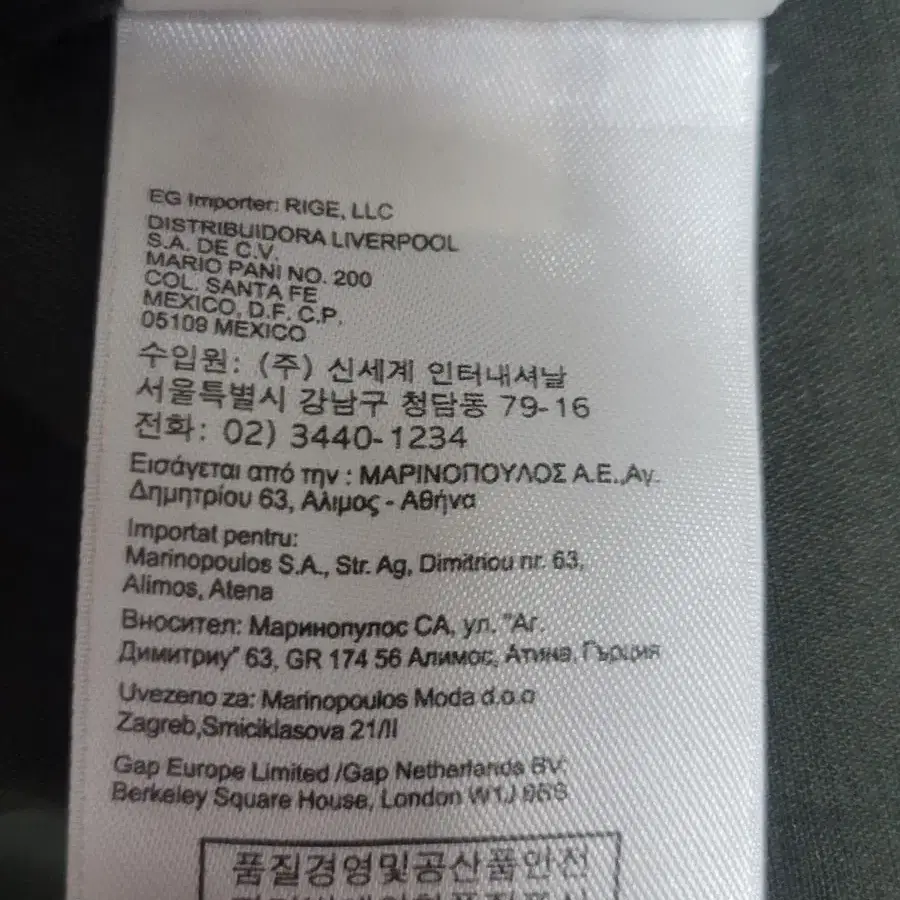 EG Importer: RIGE, LLC
DISTRIBUIDORA LIVERPOOL
S.A. DE C.V.
MARIO PANI NO. 200
COL. SANTA FE
MEXICO, D.F. C.P.
05109 MEXICO
수입원: (주) 신세계 인터내셔날
서울특별시 강남구 청담동 79-16
전화: 02) 3440-1234
Εισάγεται από την : ΜΑΡΙΝΟΠΟΥΛΟΣ Α.Ε.,Αγ.
Δημητρίου 63, Αλιμος - Αθήνα
Importat pentru:
Marinopoulos S.A., Str. Ag, Dimitriou nr. 63,
Alimos, Atena
Вносител: Маринопулос СА, ул. "Аг.
Димитриу" 63, GR 174 56 Алимос, Атина, Гърция
Uvezeno za: Marinopoulos Moda d.o.o
Zagreb,Smiciklasova 21/II
Gap Europe Limited /Gap Netherlands BV.
Berkeley Square House, London W1J
품질경영및공산품안전